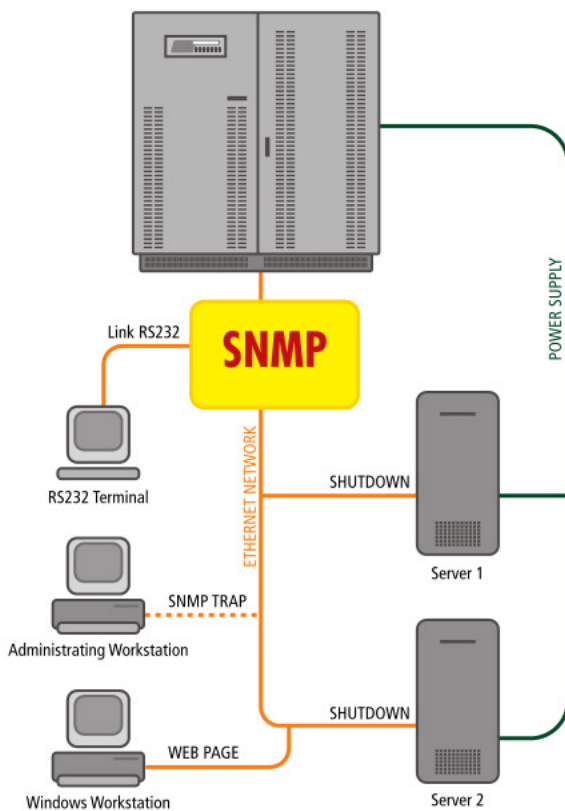 Link RS232
SNMP
POWER SUPPLY
ETHERNET NETWORK
RS232 Terminal
SHUTDOWN
Server 1
SNMP TRAP
Administrating Workstation
SHUTDOWN
WEB PAGE
Windows Workstation
Server 2